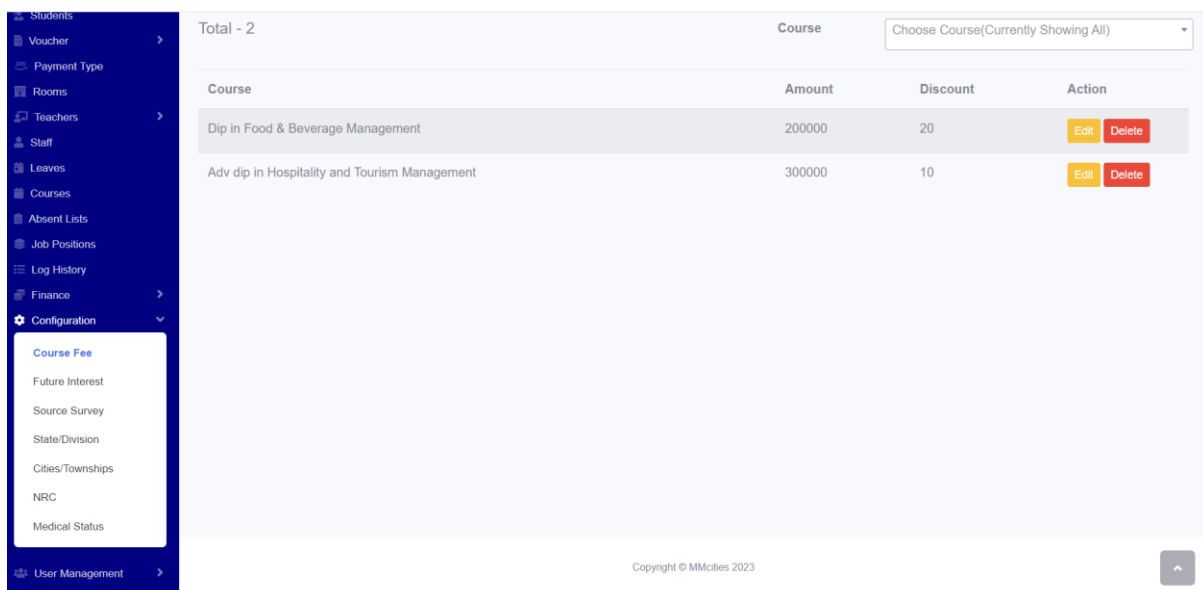 Students
Voucher
Payment Type
Rooms
Teachers
Staff
Leaves
Courses
Absent Lists
Job Positions
Log History
Finance
Configuration
Course Fee
Future Interest
Source Survey
State/Division
Cities/Townships
NRC
Medical Status
User Management
Total - 2 Course Choose Course(Currently Showing All)
Course Amount Discount Action
Dip in Food & Beverage Management 200000 20 Edit Delete
Adv dip in Hospitality and Tourism Management 300000 10 Edit Delete
Copyright © MMcities 2023